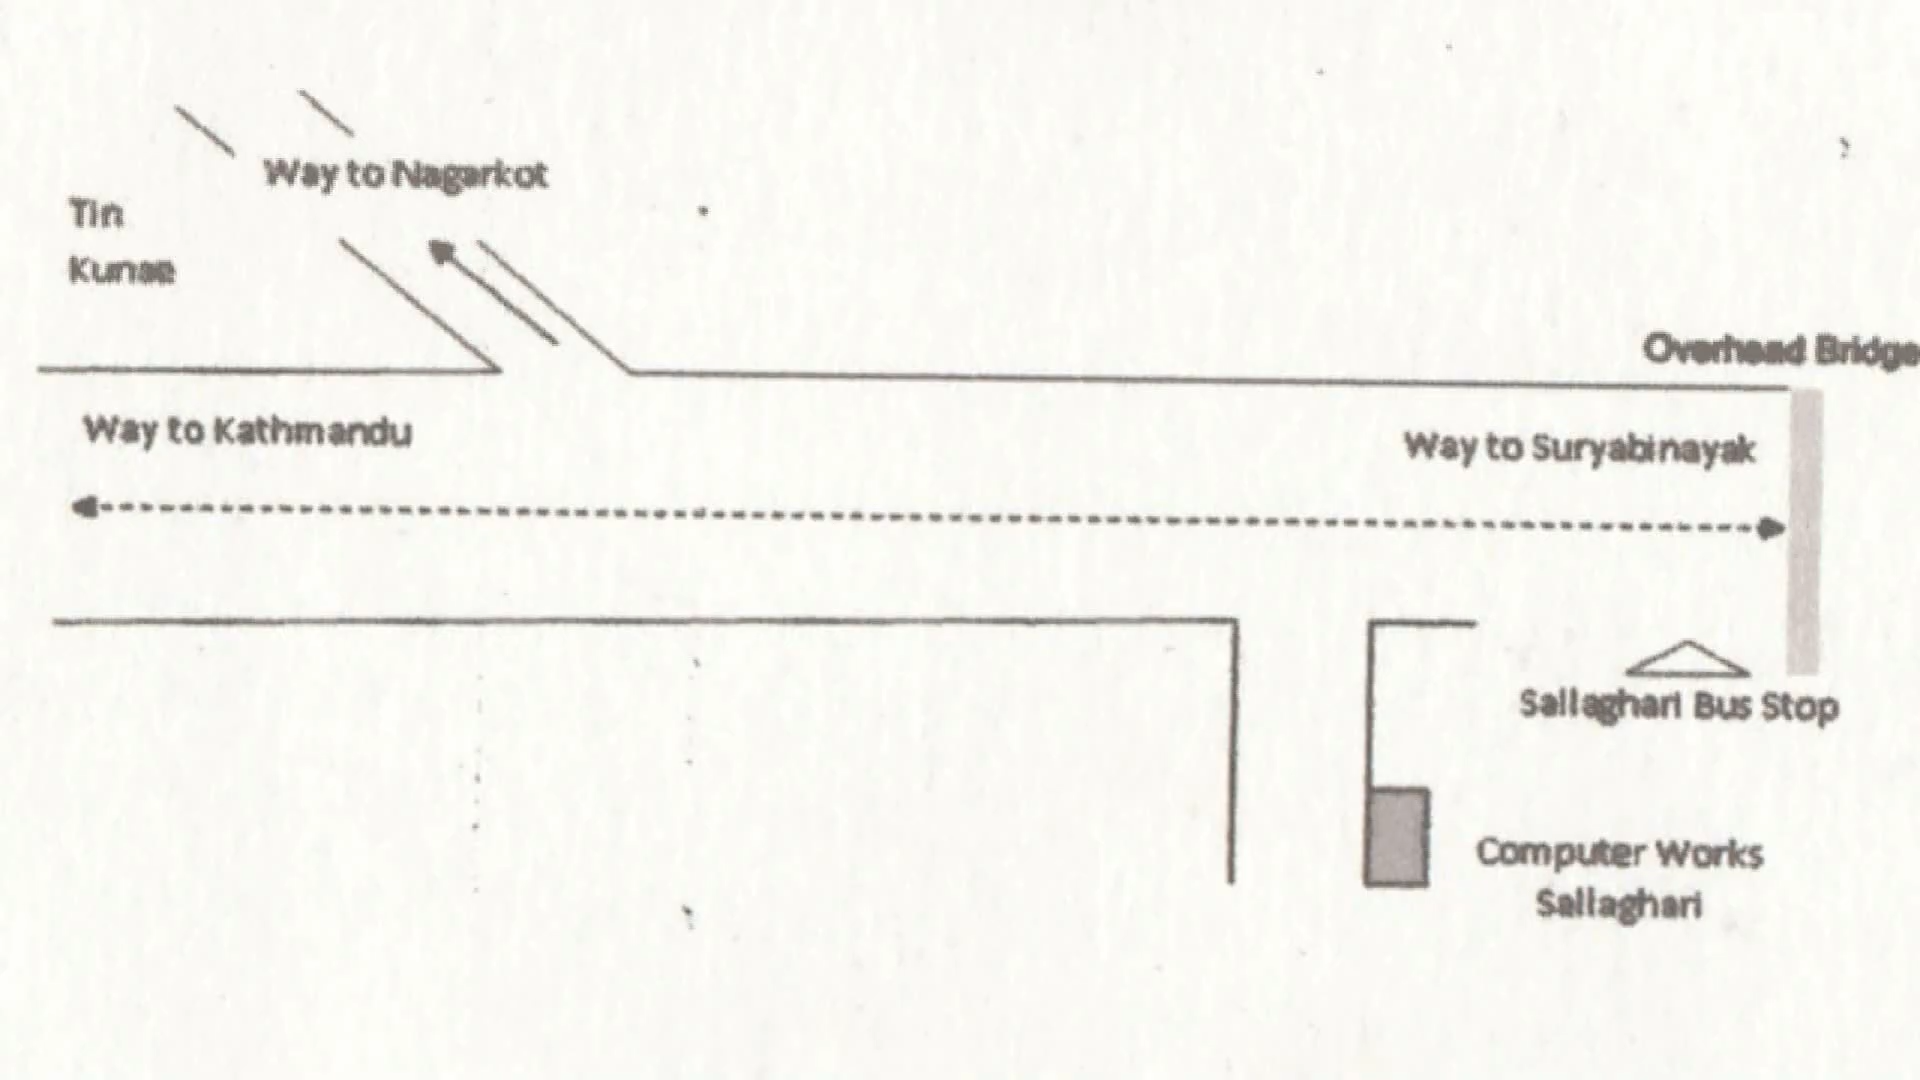 Way to Nagarkot
Tin
Kunae
Overhead Bridge
Way to Kathmandu
Way to Suryabinayak
Sallaghari Bus Stop
Computer Works
Sallaghari